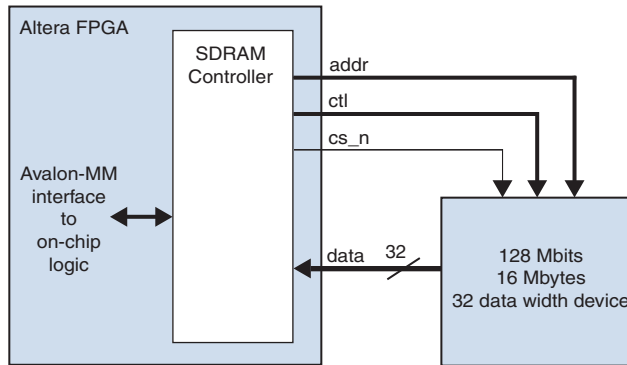 Altera FPGA
SDRAM
Controller
addr
ctl
cs_n
Avalon-MM
interface
to
on-chip
logic
data
32
128 Mbits
16 Mbytes
32 data width device